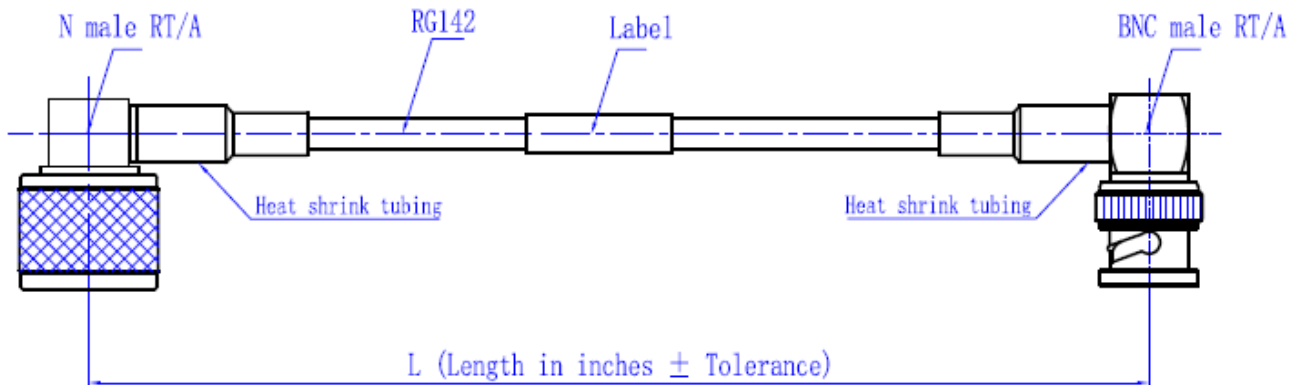 N male RT/A
RG142
Label
BNC male RT/A
Heat shrink tubing
Heat shrink tubing
L (Length in inches ± Tolerance)